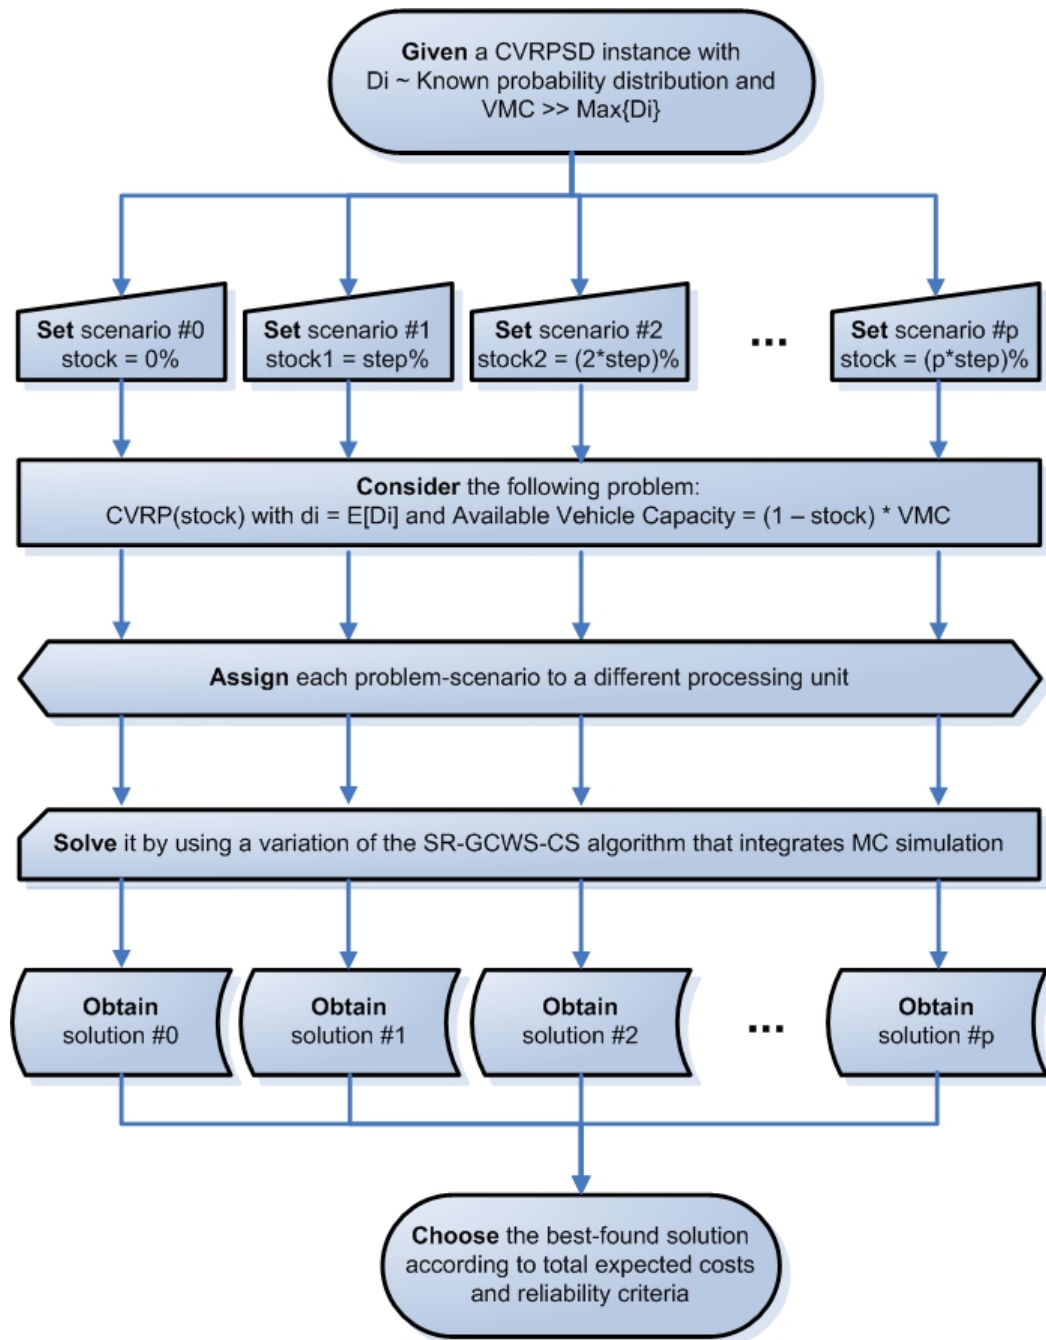 Given a CVRPSD instance with
Di ~ Known probability distribution and
VMC >> Max{Di}
Set scenario #0
stock = 0%
Set scenario #1
stock1 = step%
Set scenario #2
stock2 = (2*step)%
...
Set scenario #p
stock = (p*step)%
Consider the following problem:
CVRP(stock) with di = E[Di] and Available Vehicle Capacity = (1 – stock) * VMC
Assign each problem-scenario to a different processing unit
Solve it by using a variation of the SR-GCWS-CS algorithm that integrates MC simulation
Obtain
solution #0
Obtain
solution #1
Obtain
solution #2
...
Obtain
solution #p
Choose the best-found solution
according to total expected costs
and reliability criteria